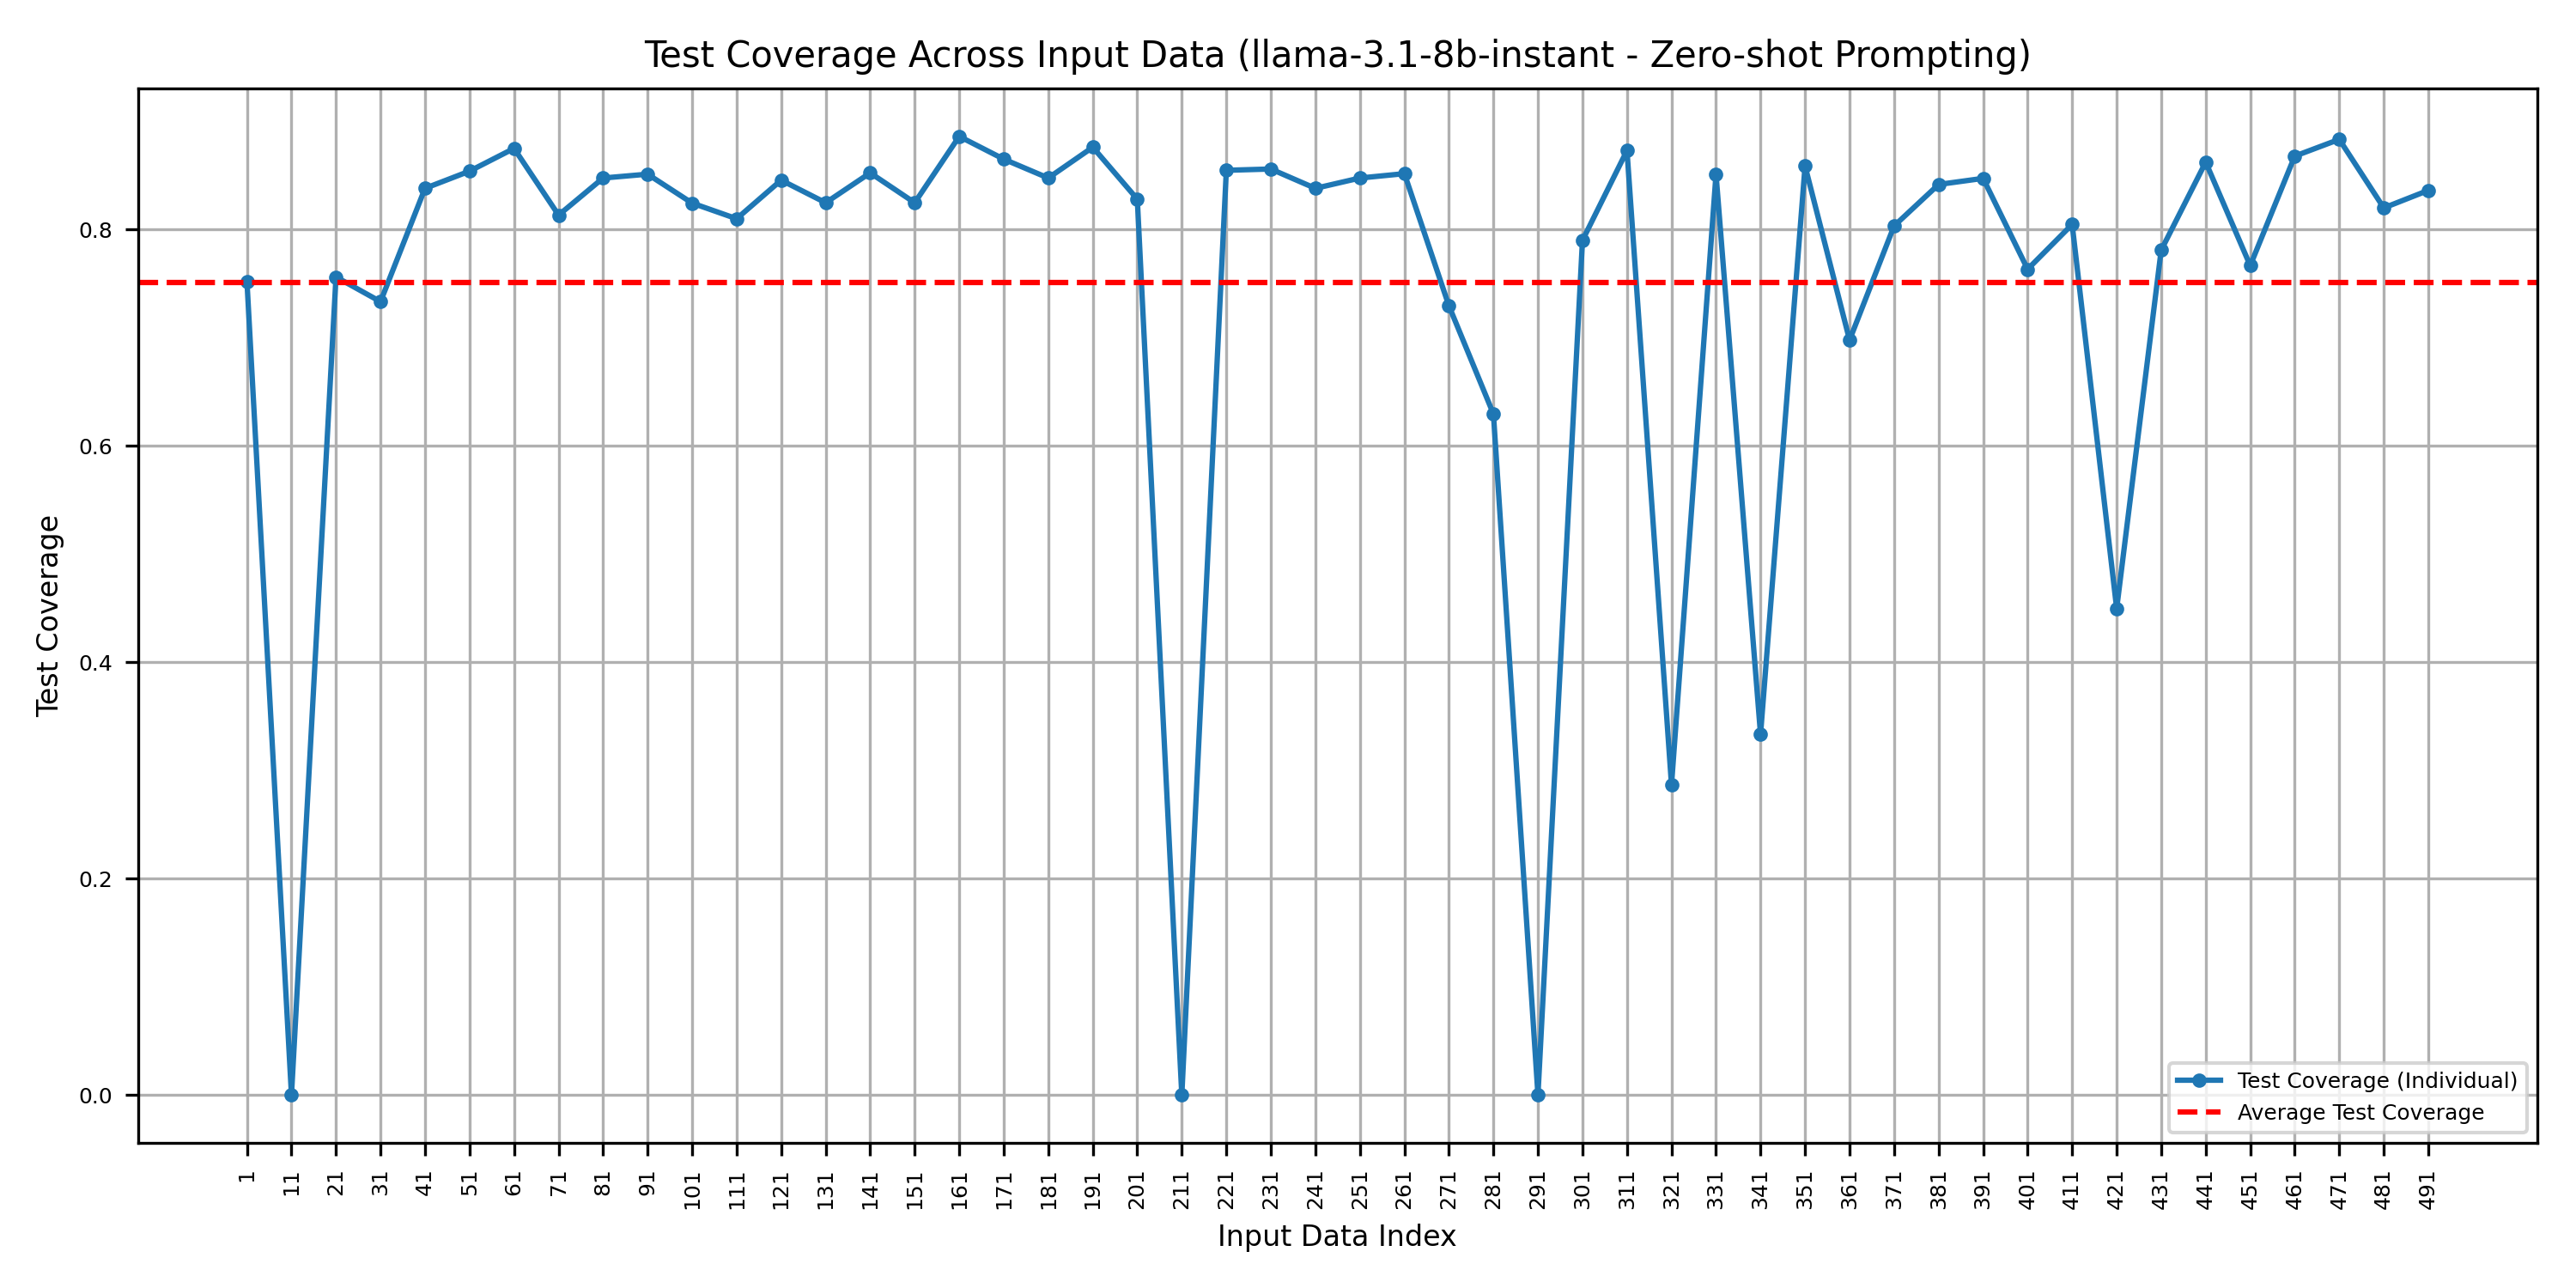 Test Coverage Across Input Data (llama-3.1-8b-instant - Zero-shot Prompting)
Test Coverage
0.8
0.6
0.4
0.2
0.0
Test Coverage (Individual)
Average Test Coverage
1 11 21 31 41 51 61 71 81 91 101 111 121 131 141 151 161 171 181 191 201 211 221 231 241 251 261 271 281 291 301 311 321 331 341 351 361 371 381 391 401 411 421 431 441 451 461 471 481 491
Input Data Index